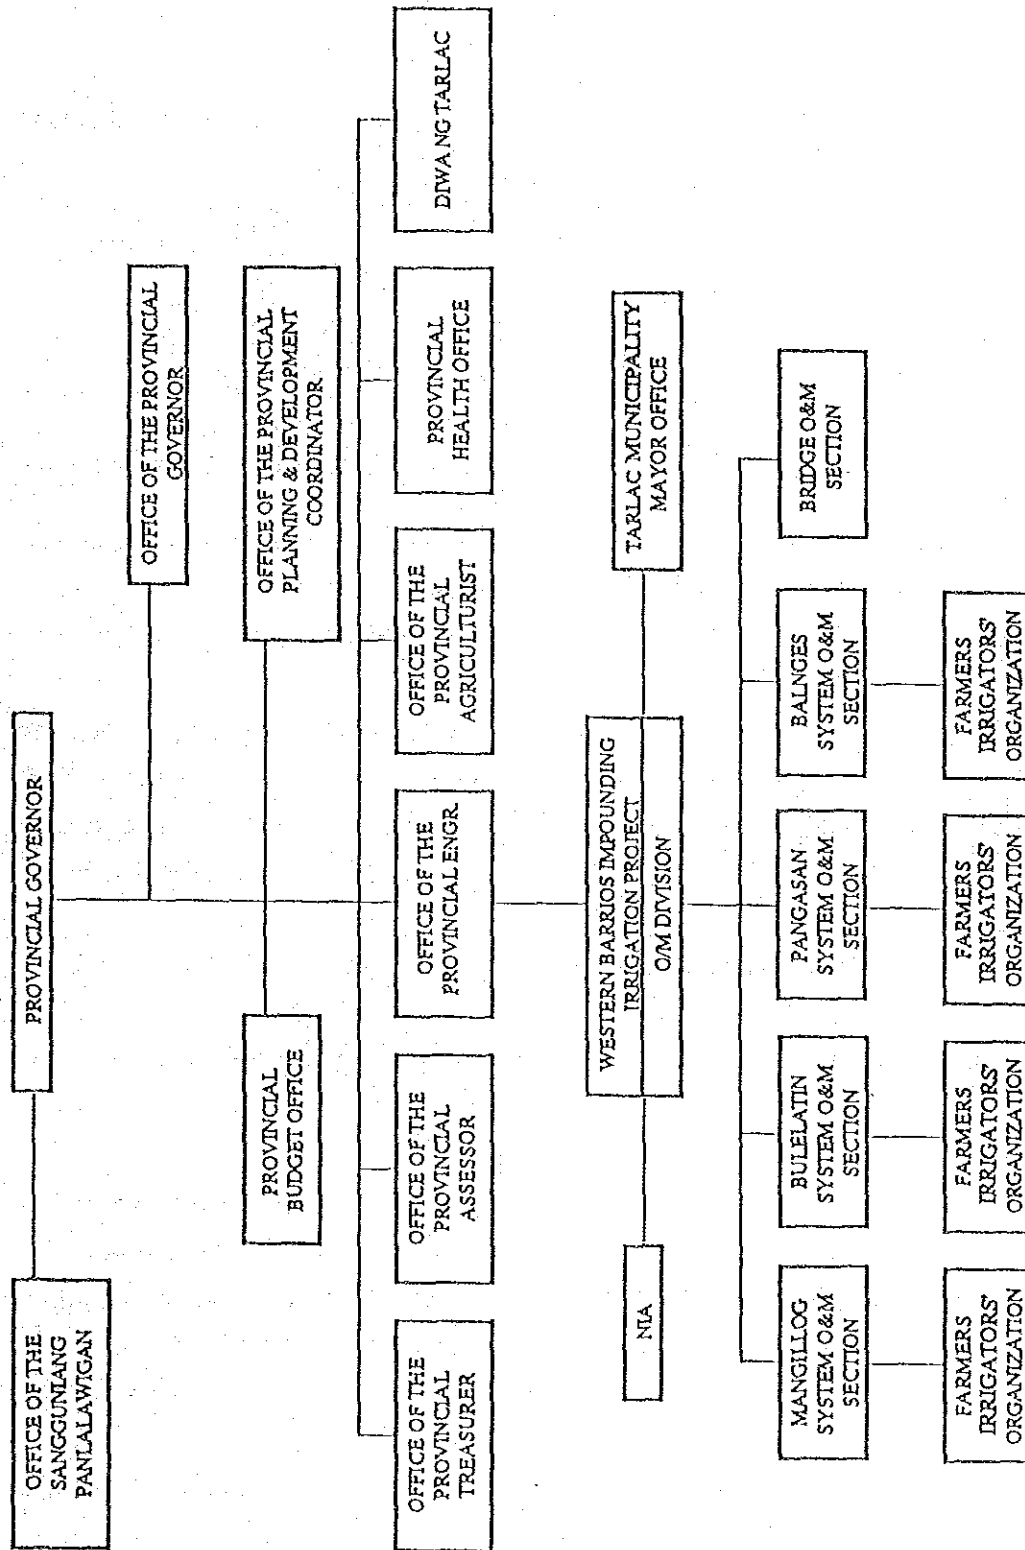 OFFICE OF THE
SANGGUNIANG
PANLALAWIGAN
PROVINCIAL GOVERNOR
OFFICE OF THE PROVINCIAL
GOVERNOR
PROVINCIAL
BUDGET OFFICE
OFFICE OF THE PROVINCIAL
PLANNING & DEVELOPMENT
COORDINATOR
OFFICE OF THE
PROVINCIAL
TREASURER
OFFICE OF THE
PROVINCIAL
ASSESSOR
OFFICE OF THE
PROVINCIAL ENGR.
OFFICE OF THE
PROVINCIAL
AGRICULTURIST
PROVINCIAL
HEALTH OFFICE
DIWA NG TARLAC
NIA
WESTERN BARRIOS IMPOUNDING
IRRIGATION PROJECT
O/M DIVISION
TARLAC MUNICIPALITY
MAYOR OFFICE
MANGILLOG
SYSTEM O&M
SECTION
BULELATIN
SYSTEM O&M
SECTION
PANGASAN
SYSTEM O&M
SECTION
BALNGES
SYSTEM O&M
SECTION
BRIDGE O&M
SECTION
FARMERS
IRRIGATORS'
ORGANIZATION
FARMERS
IRRIGATORS'
ORGANIZATION
FARMERS
IRRIGATORS'
ORGANIZATION
FARMERS
IRRIGATORS'
ORGANIZATION